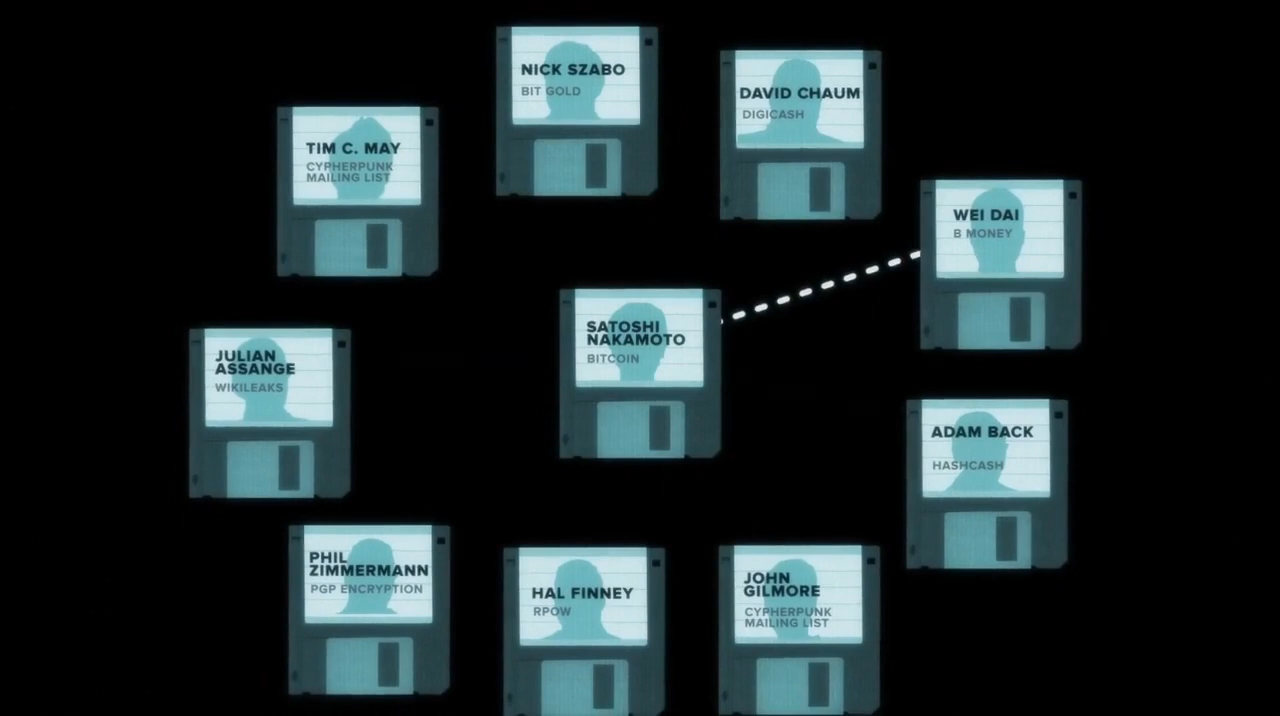 NICK SZABO
BIT GOLD
DAVID CHAUM
DIGICASH
TIM C. MAY
CYPHERPUNK
MAILING LIST
WEI DAI
B MONEY
SATOSHI
NAKAMOTO
BITCOIN
JULIAN
ASSANGE
WIKILEAKS
ADAM BACK
HASHCASH
PHIL
ZIMMERMANN
PGP ENCRYPTION
HAL FINNEY
RPOW
JOHN
GILMORE
CYPHERPUNK
MAILING LIST